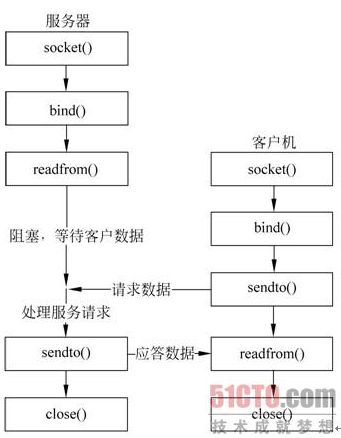 服务器
socket()
bind()
readfrom()
阻塞，等待客户数据
处理服务请求
sendto()
close()
客户机
socket()
bind()
请求数据
sendto()
应答数据
readfrom()
close()
51CTO.com
技术成就梦想